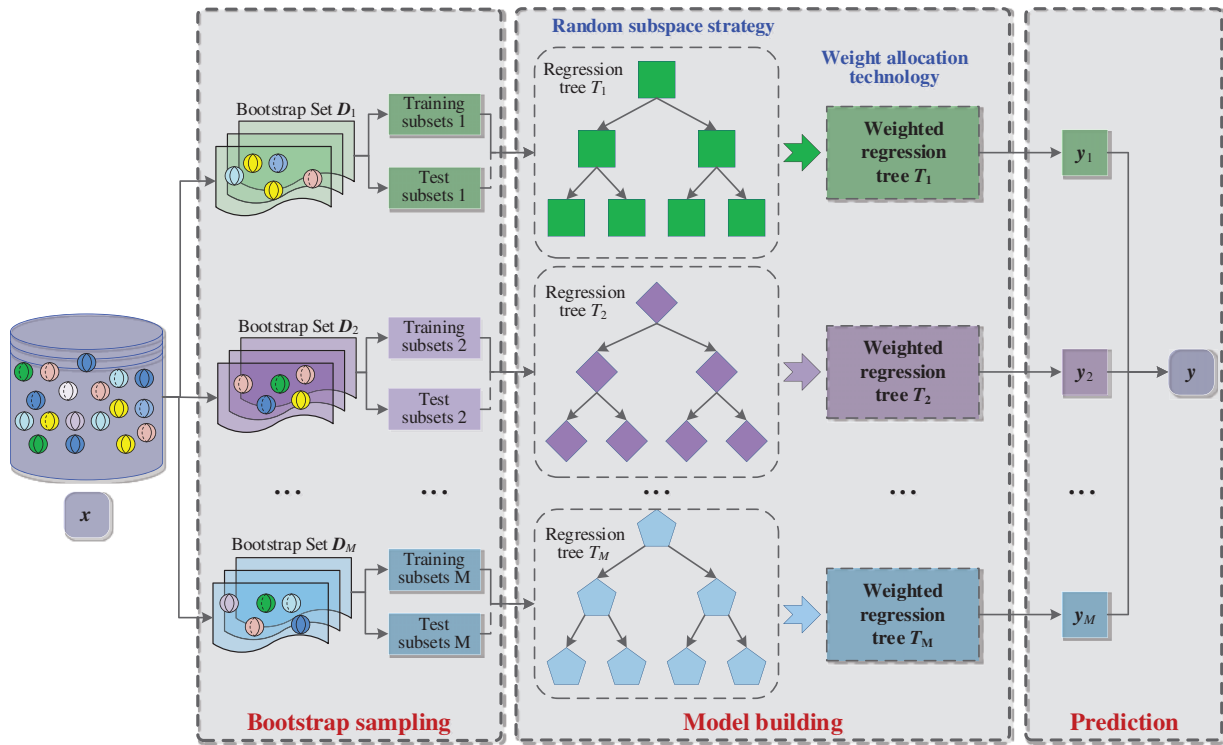 Random subspace strategy
Weight allocation
technology
Bootstrap Set D1
Training
subsets 1
Test
subsets 1
Regression
tree T1
Weighted
regression
tree T1
y1
Bootstrap Set D2
Training
subsets 2
Test
subsets 2
Regression
tree T2
Weighted
regression
tree T2
y2
y
x
...
...
...
...
...
Bootstrap Set DM
Training
subsets M
Test
subsets M
Regression
tree TM
Weighted
regression
tree TM
yM
Bootstrap sampling
Model building
Prediction